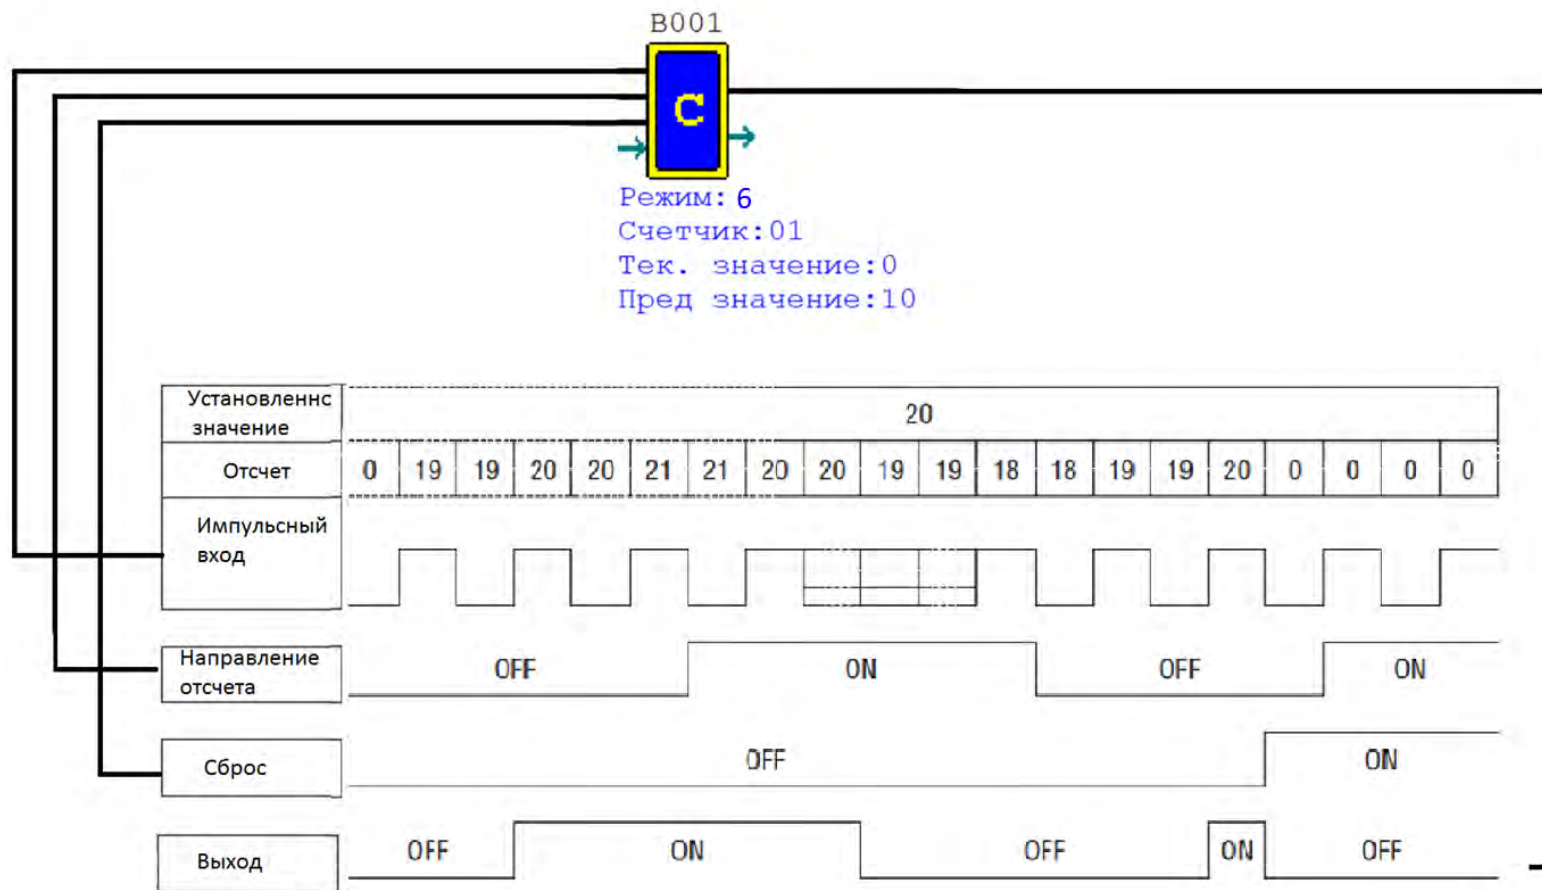 B001
C
Режим: 6
Счетчик:01
Тек. значение:0
Пред значение:10
Установленнс
значение
20
Отсчет 0 19 19 20 20 21 21 20 20 19 19 18 18 19 19 20 0 0 0 0
Импульсный
вход
Направление
отсчета
OFF ON OFF ON
Сброс OFF ON
Выход OFF ON OFF ON OFF